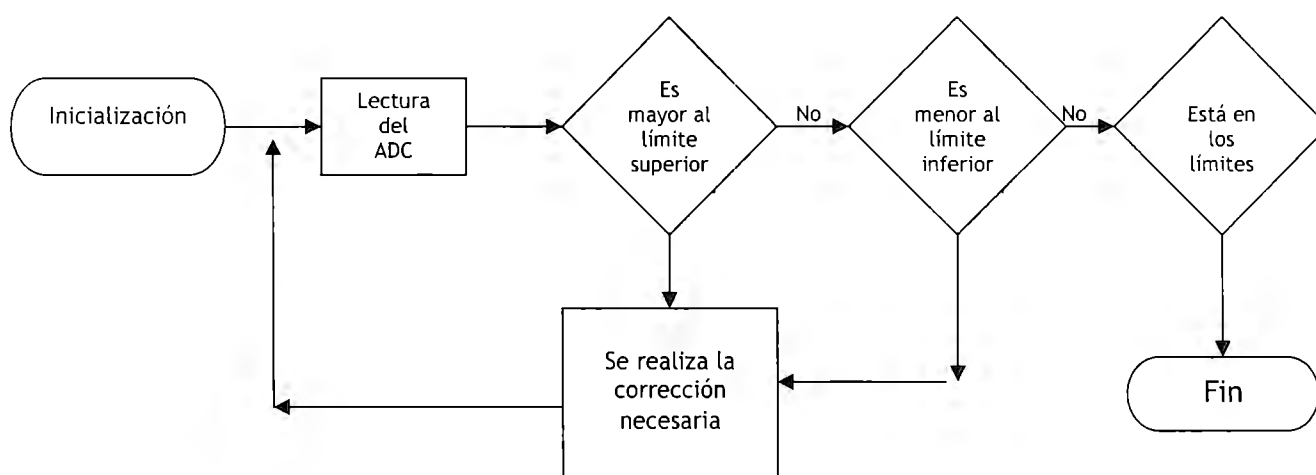 Inicialización
Lectura
del
ADC
Es
mayor al
límite
superior
No
Es
menor al
límite
inferior
No
Está en
los
límites
Se realiza la
corrección
necesaria
Fin